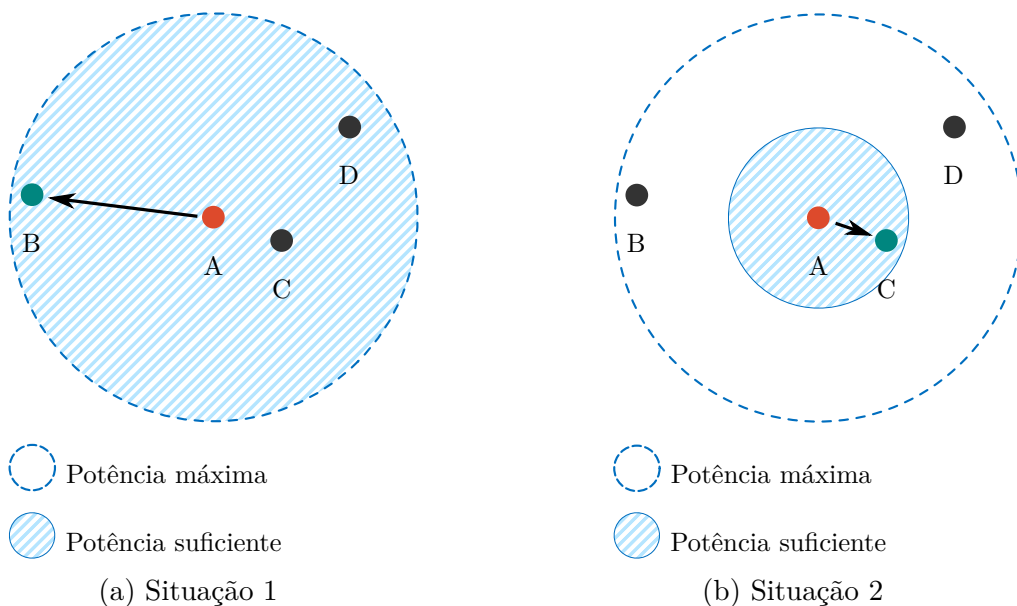 D
B
A
C
Potência máxima
Potência suficiente
(a) Situação 1
D
B
A
C
Potência máxima
Potência suficiente
(b) Situação 2